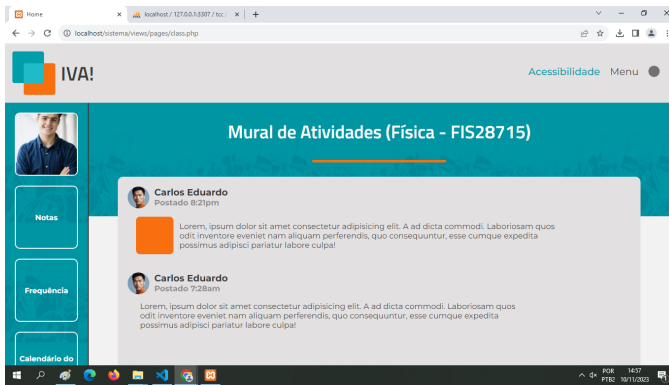 Home
localhost / 127.0.0.1:3307 / tcc /
localhost/sistema/views/pages/class.php
IVA!
Acessibilidade
Menu
Mural de Atividades (Física - FIS28715)
Notas
Frequência
Calendário do
Carlos Eduardo
Postado 8:21pm
Lorem, ipsum dolor sit amet consectetur adipisicing elit. A ad dicta commodi. Laboriosam quos
odit inventore eveniet nam aliquam perferendis, quo consequuntur, esse cumque expedita
possimus adipisci pariatur labore culpa!
Carlos Eduardo
Postado 7:28am
Lorem, ipsum dolor sit amet consectetur adipisicing elit. A ad dicta commodi. Laboriosam quos
odit inventore eveniet nam aliquam perferendis, quo consequuntur, esse cumque expedita
possimus adipisci pariatur labore culpa!
POR
PTB2
14:57
10/11/2023